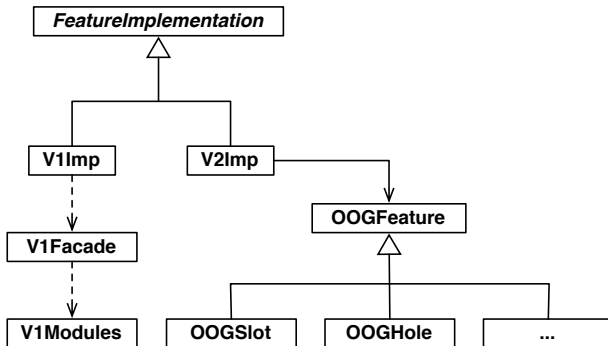 FeatureImplementation
V1Imp
V2Imp
OOGFeature
V1Facade
V1Modules
OOGSlot
OOGHole
...